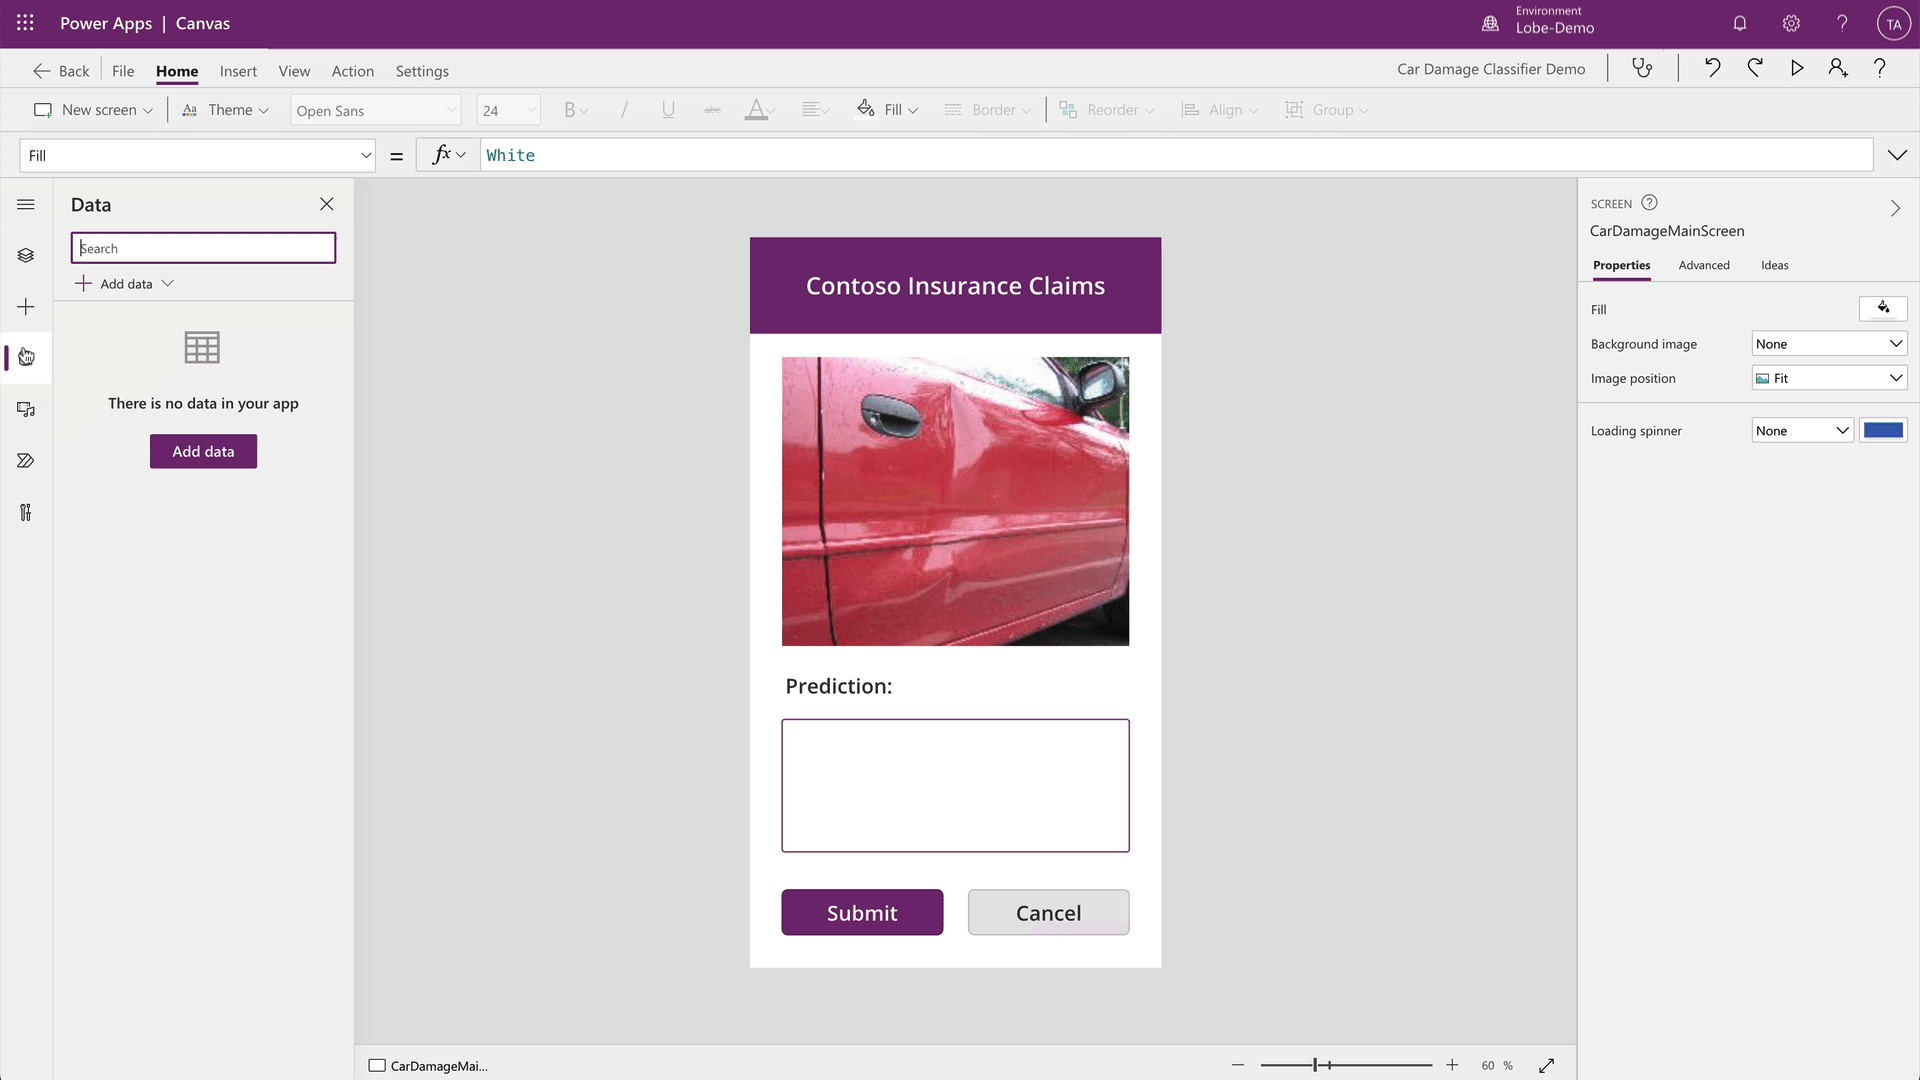 Power Apps | Canvas
Environment
Lobe-Demo
TA
Back File Home Insert View Action Settings
Car Damage Classifier Demo
New screen Theme Open Sans 24 B / U abc A Fill Border Reorder Align Group
Fill = fx White
Data
Search
Add data
There is no data in your app
Add data
Contoso Insurance Claims
Prediction:
Submit Cancel
SCREEN
CarDamageMainScreen
Properties Advanced Ideas
Fill
Background image None
Image position Fit
Loading spinner None
CarDamageMai...
60 %